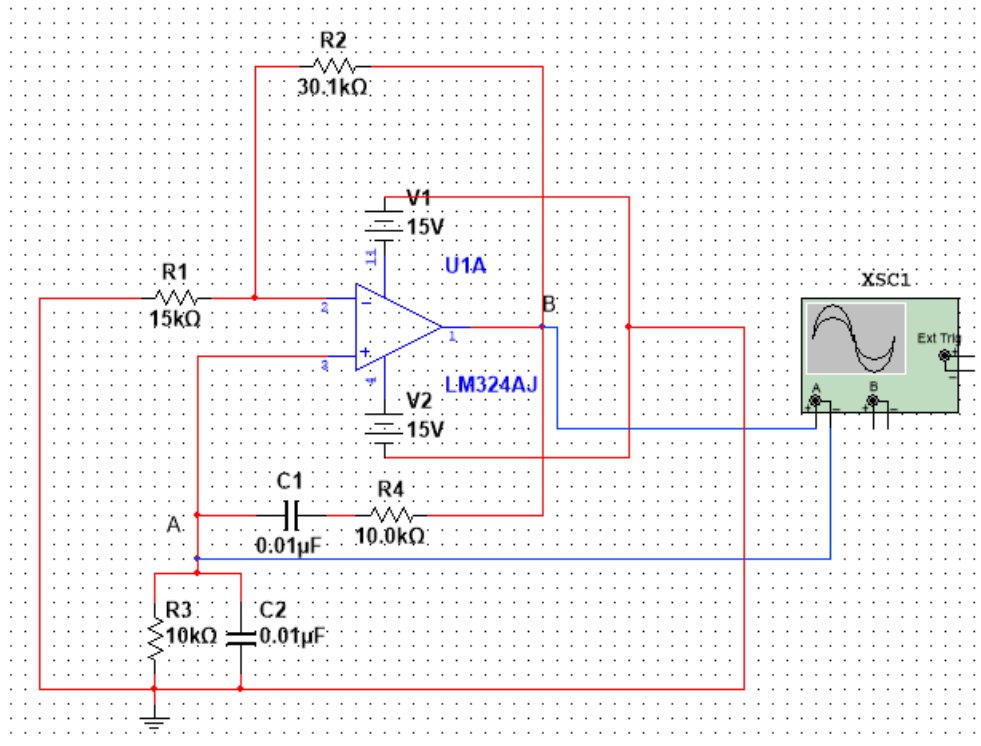 R2
30.1kΩ
V1
15V
11
U1A
R1
15kΩ
2
−
B
1
3
+
4
LM324AJ
V2
15V
XSC1
Ext Trig
+
−
A
B
+
−
+
−
C1
R4
A
0.01µF
10.0kΩ
R3
C2
10kΩ
0.01µF